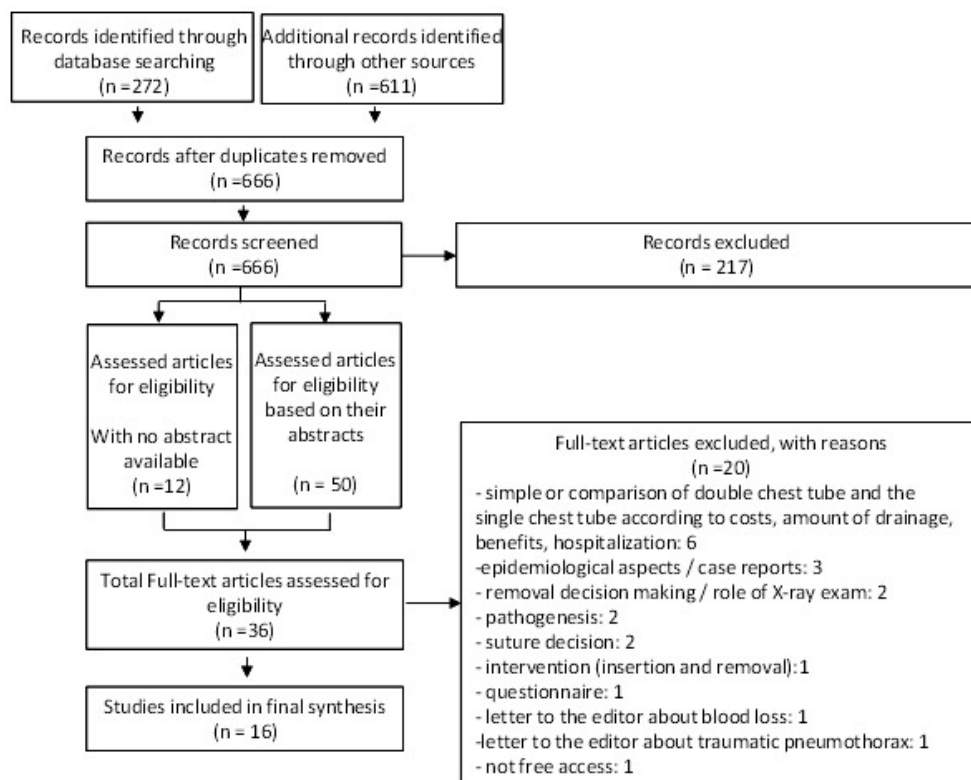 Records identified through
database searching
(n =272)
Additional records identified
through other sources
(n =611)
Records after duplicates removed
(n =666)
Records screened
(n =666)
Records excluded
(n = 217)
Assessed articles
for eligibility
With no abstract
available
(n =12)
Assessed articles
for eligibility
based on their
abstracts
(n = 50)
Total Full-text articles assessed for
eligibility
(n =36)
Full-text articles excluded, with reasons
(n =20)
- simple or comparison of double chest tube and the
single chest tube according to costs, amount of drainage,
benefits, hospitalization: 6
-epidemiological aspects / case reports: 3
- removal decision making / role of X-ray exam: 2
- pathogenesis: 2
- suture decision: 2
- intervention (insertion and removal): 1
- questionnaire: 1
- letter to the editor about blood loss: 1
-letter to the editor about traumatic pneumothorax: 1
- not free access: 1
Studies included in final synthesis
(n = 16)